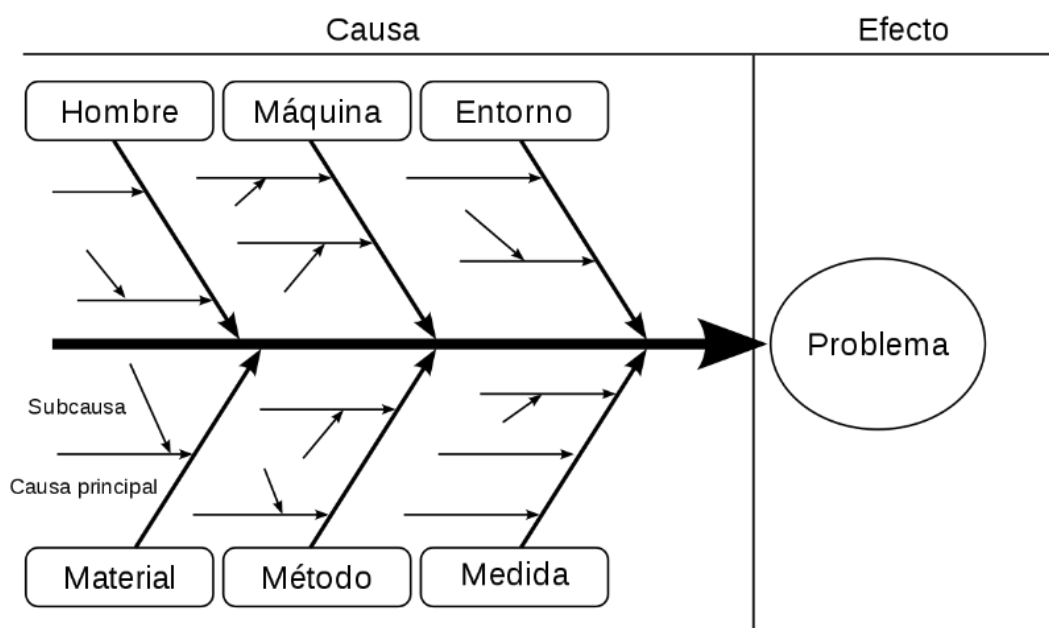 Causa
Efecto
Hombre
Máquina
Entorno
Problema
Subcausa
Causa principal
Material
Método
Medida